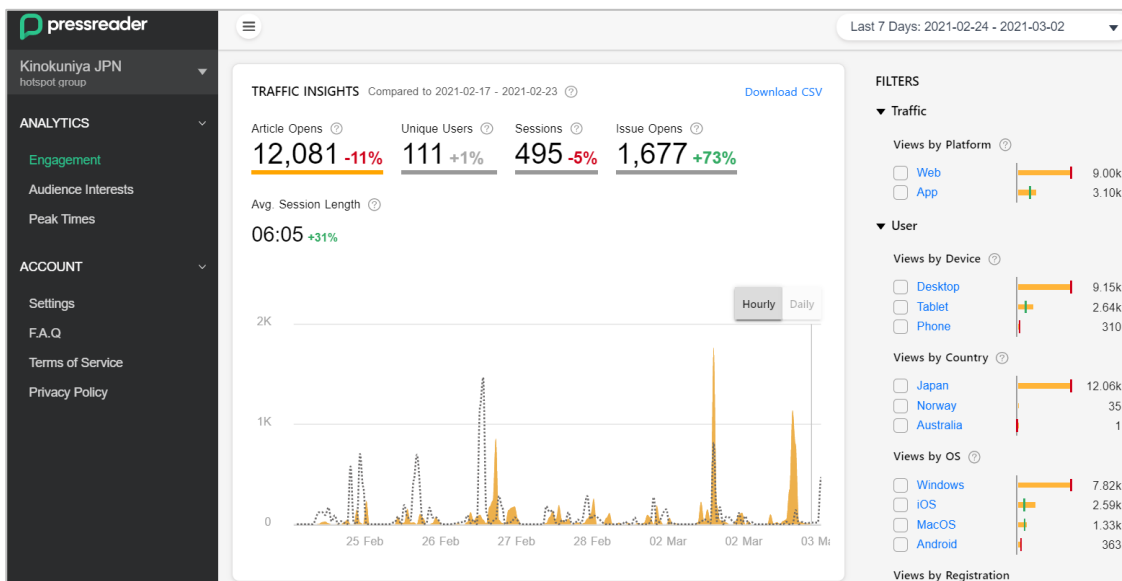 pressreader
Last 7 Days: 2021-02-24 - 2021-03-02
Kinokuniya JPN
hotspot group
ANALYTICS
Engagement
Audience Interests
Peak Times
ACCOUNT
Settings
F.A.Q
Terms of Service
Privacy Policy
TRAFFIC INSIGHTS Compared to 2021-02-17 - 2021-02-23 ?
Download CSV
Article Opens ? Unique Users ? Sessions ? Issue Opens ?
12,081 -11% 111 +1% 495 -5% 1,677 +73%
Avg. Session Length ?
06:05 +31%
Hourly Daily
2K
1K
0
25 Feb 26 Feb 27 Feb 28 Feb 02 Mar 02 Mar 03
FILTERS
Traffic
Views by Platform ?
Web 9.00k
App 3.10k
User
Views by Device ?
Desktop 9.15k
Tablet 2.64k
Phone 310
Views by Country ?
Japan 12.06k
Norway 35
Australia 1
Views by OS ?
Windows 7.82k
iOS 2.59k
MacOS 1.33k
Android 363
Views by Registration